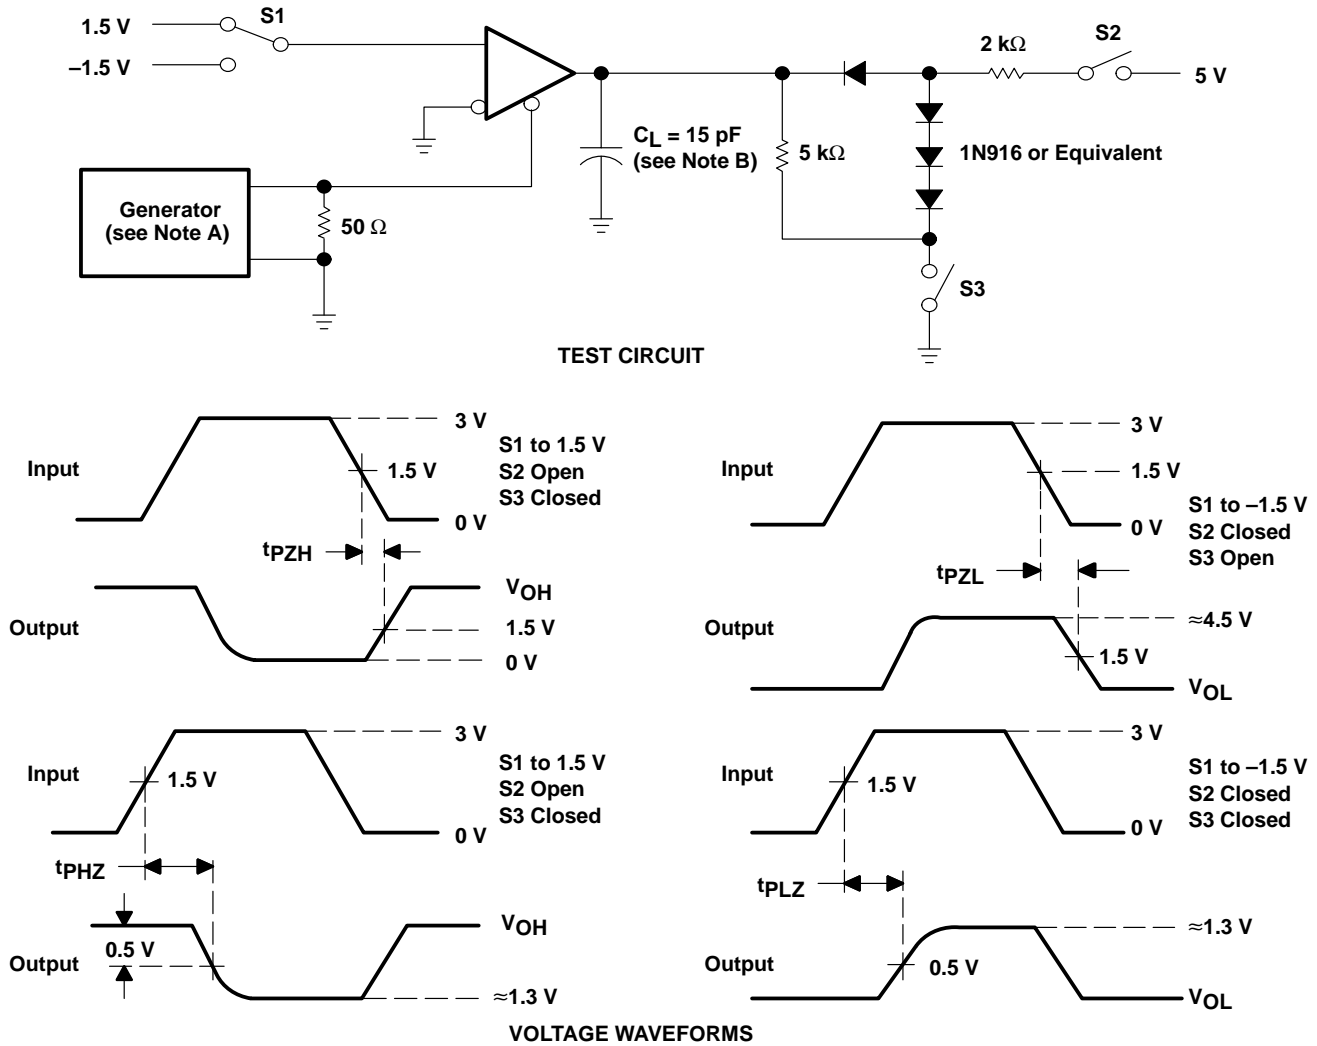 1.5 V
S1
–1.5 V
2 kΩ
S2
5 V
CL = 15 pF
(see Note B)
5 kΩ
1N916 or Equivalent
Generator
(see Note A)
50 Ω
S3
TEST CIRCUIT
Input
3 V
1.5 V
0 V
S1 to 1.5 V
S2 Open
S3 Closed
tPZH
Output
VOH
1.5 V
0 V
Input
3 V
1.5 V
0 V
S1 to –1.5 V
S2 Closed
S3 Open
tPZL
Output
≈4.5 V
1.5 V
VOL
Input
3 V
1.5 V
0 V
S1 to 1.5 V
S2 Open
S3 Closed
tPHZ
Output
0.5 V
VOH
≈1.3 V
Input
3 V
1.5 V
0 V
S1 to –1.5 V
S2 Closed
S3 Closed
tPLZ
Output
≈1.3 V
0.5 V
VOL
VOLTAGE WAVEFORMS